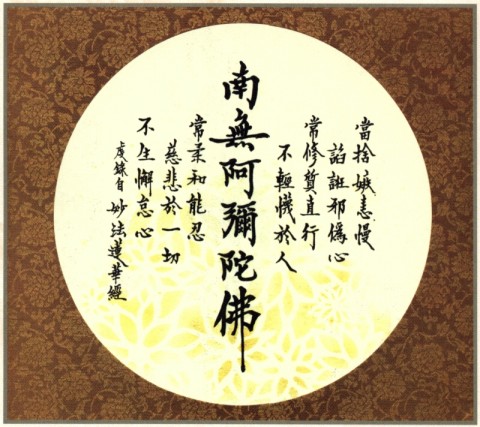 當捨嫉恚慢
諂誑邪偽心
常修質直行
不輕懱於人
南無阿彌陀佛
常柔和能忍
慈悲於一切
不生懈怠心
虔錄自 妙法蓮華經